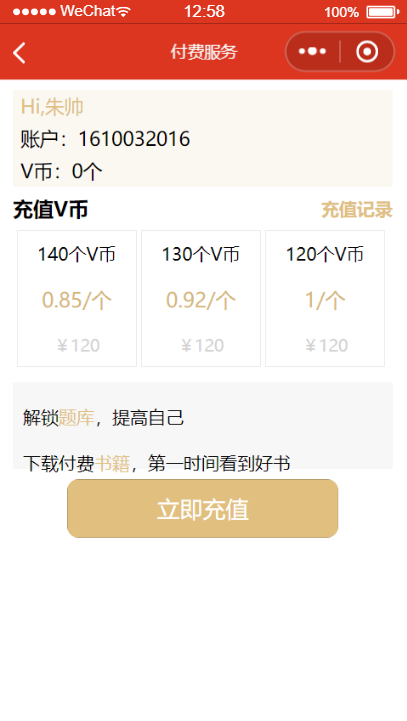 WeChat 12:58 100%
付费服务
Hi,朱帅
账户：1610032016
V币：0个
充值V币 充值记录
140个V币 130个V币 120个V币
0.85/个 0.92/个 1/个
￥120 ￥120 ￥120
解锁题库，提高自己
下载付费书籍，第一时间看到好书
立即充值